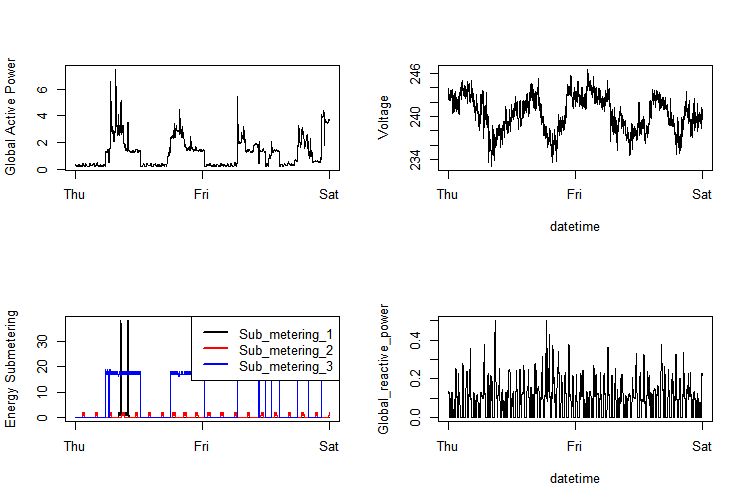 Global Active Power
0 2 4 6
Thu Fri Sat
Voltage
234 240 246
Thu Fri Sat
datetime
Energy Submetering
0 10 20 30
Sub_metering_1
Sub_metering_2
Sub_metering_3
Thu Fri Sat
Global_reactive_power
0.0 0.2 0.4
Thu Fri Sat
datetime